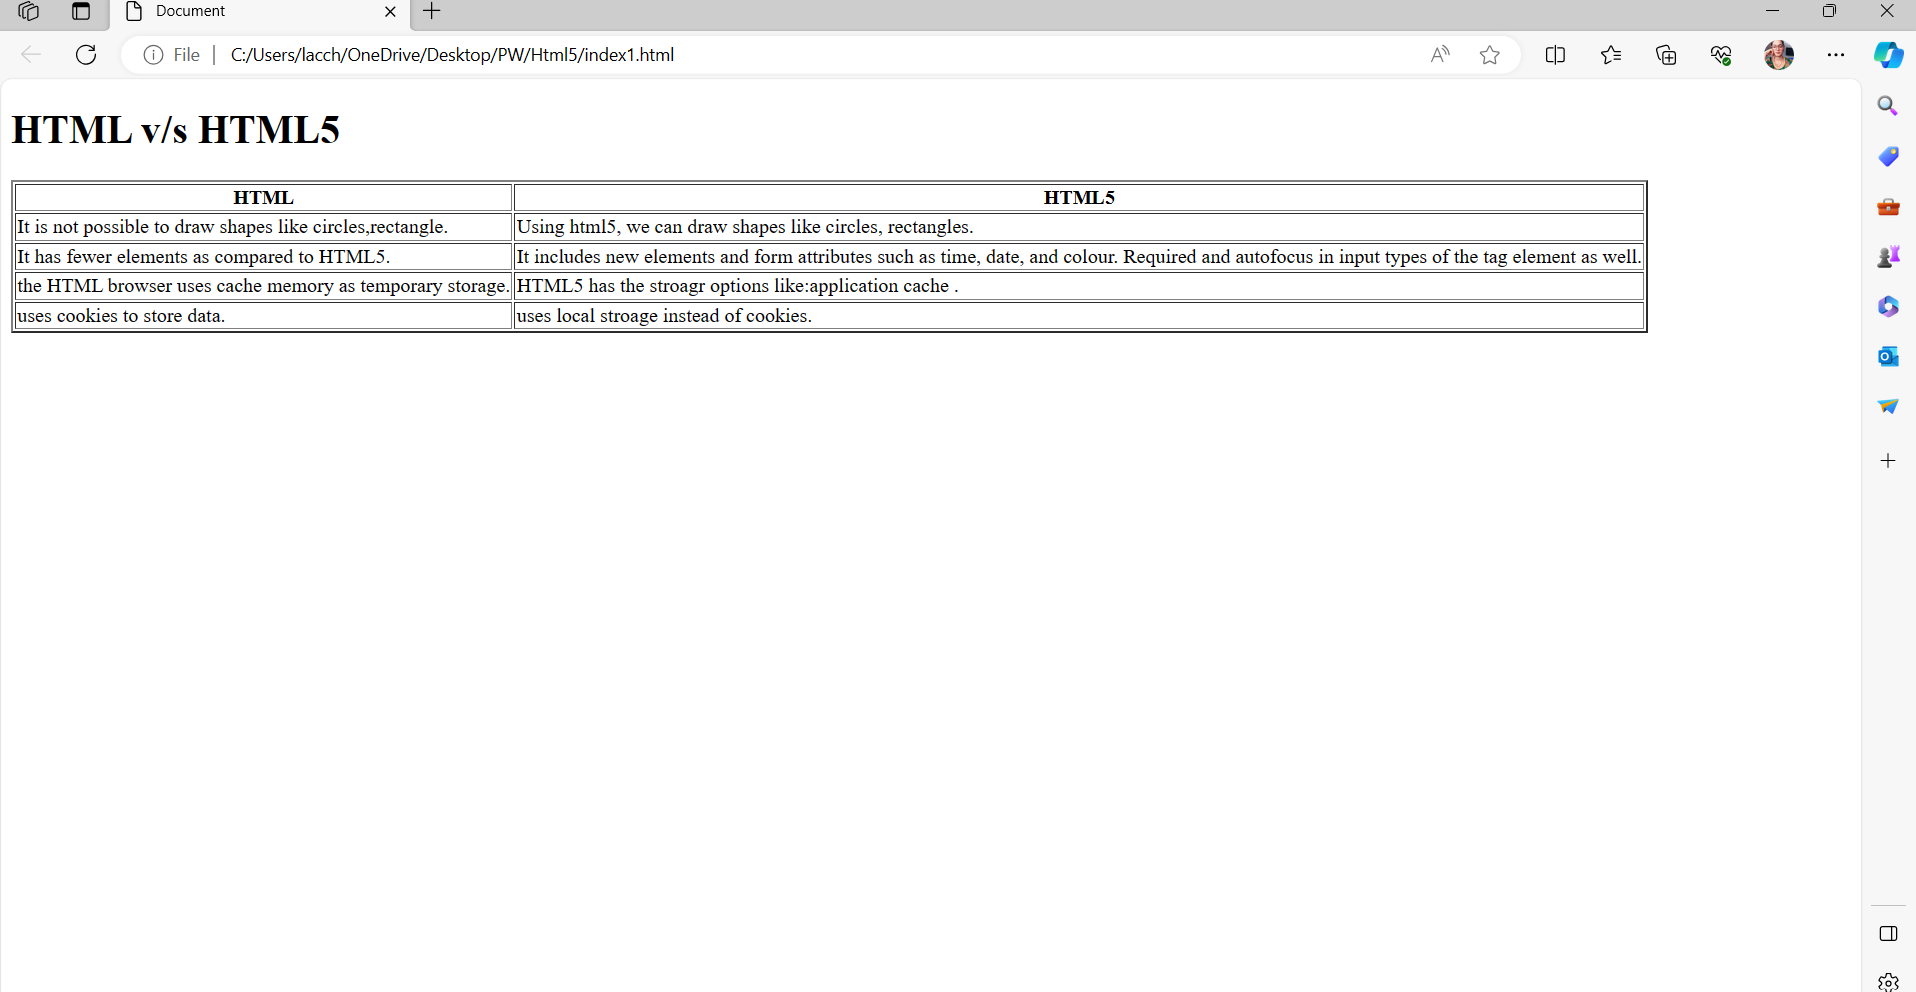 Document
File
C:/Users/lacch/OneDrive/Desktop/PW/Html5/index1.html
HTML v/s HTML5
HTML HTML5
It is not possible to draw shapes like circles,rectangle. Using html5, we can draw shapes like circles, rectangles.
It has fewer elements as compared to HTML5. It includes new elements and form attributes such as time, date, and colour. Required and autofocus in input types of the tag element as well.
the HTML browser uses cache memory as temporary storage. HTML5 has the stroagr options like:application cache .
uses cookies to store data. uses local stroage instead of cookies.